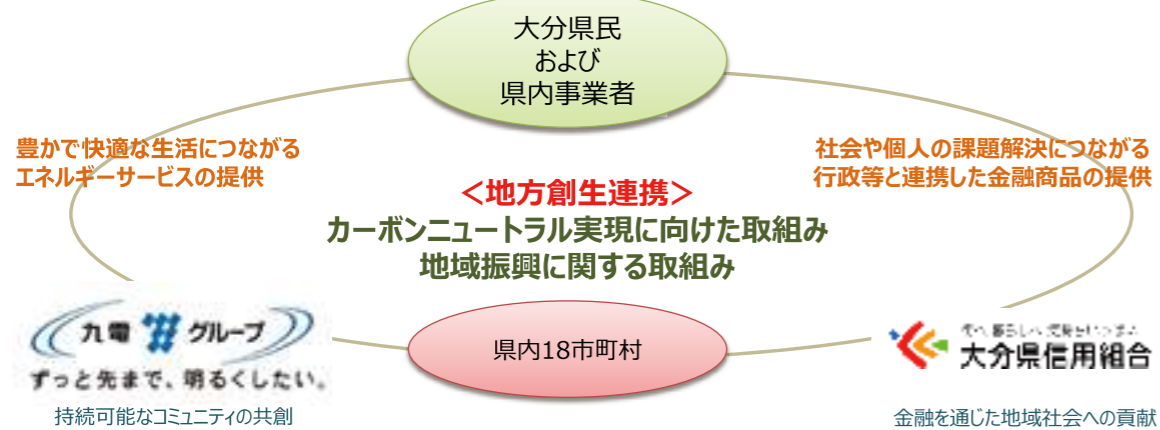 大分県民
および
県内事業者
豊かで快適な生活につながる
エネルギーサービスの提供
社会や個人の課題解決につながる
行政等と連携した金融商品の提供
<地方創生連携>
カーボンニュートラル実現に向けた取組み
地域振興に関する取組み
九電グループ
ずっと先まで、明るくしたい。
持続可能なコミュニティの共創
県内18市町村
大分県信用組合
金融を通じた地域社会への貢献